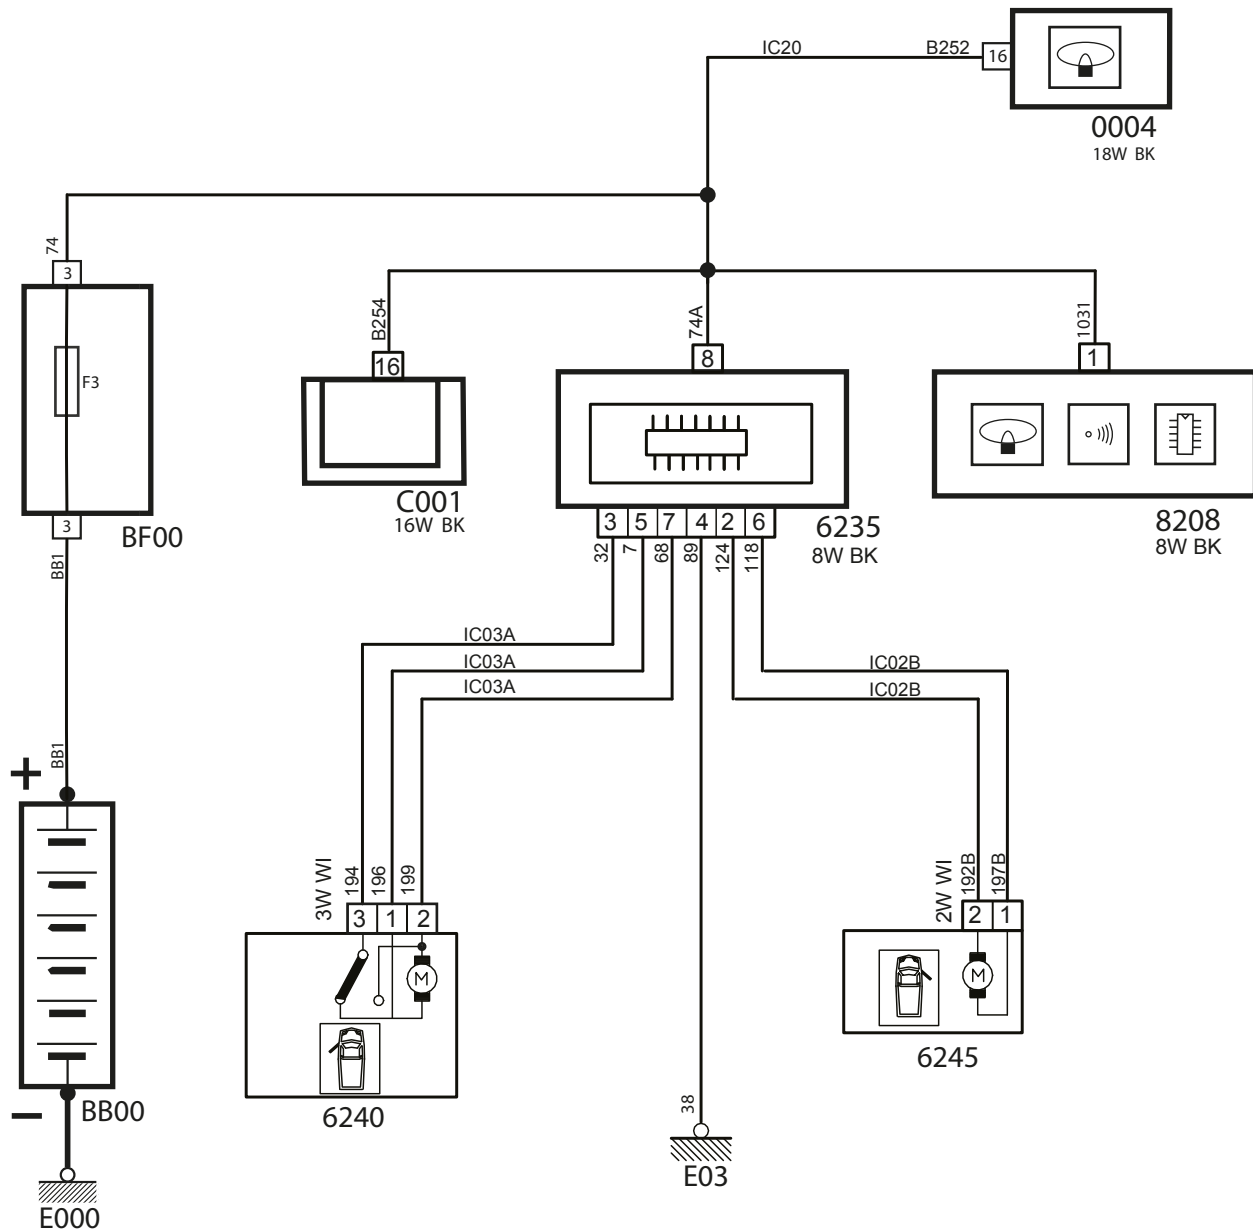 IC20
B252
16
0004
18W BK
74
3
F3
3
BF00
BB1
BB1
+
BB00
−
E000
B254
16
C001
16W BK
74A
8
1031
1
6235
8W BK
8208
8W BK
3 5 7 4 2 6
32 7 68 89 124 118
IC03A
IC03A
IC03A
IC02B
IC02B
3W WI
194 196 199
3 1 2
M
6240
2W WI
192B 197B
2 1
M
6245
38
E03